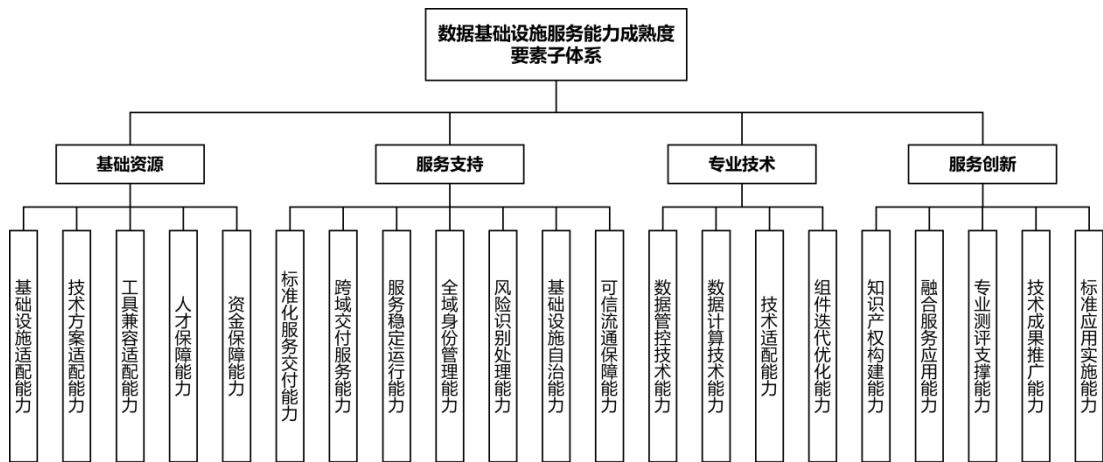 数据基础设施服务能力成熟度
要素子体系
基础资源
服务支持
专业技术
服务创新
基础设施适配能力
技术方案适配能力
工具兼容适配能力
人才保障能力
资金保障能力
标准化服务交付能力
跨域交付服务能力
服务稳定运行能力
全域身份管理能力
风险识别处理能力
基础设施自治能力
可信流通保障能力
数据管控技术能力
数据计算技术能力
技术适配能力
组件迭代优化能力
知识产权构建能力
融合服务应用能力
专业测评支撑能力
技术成果推广能力
标准应用实施能力